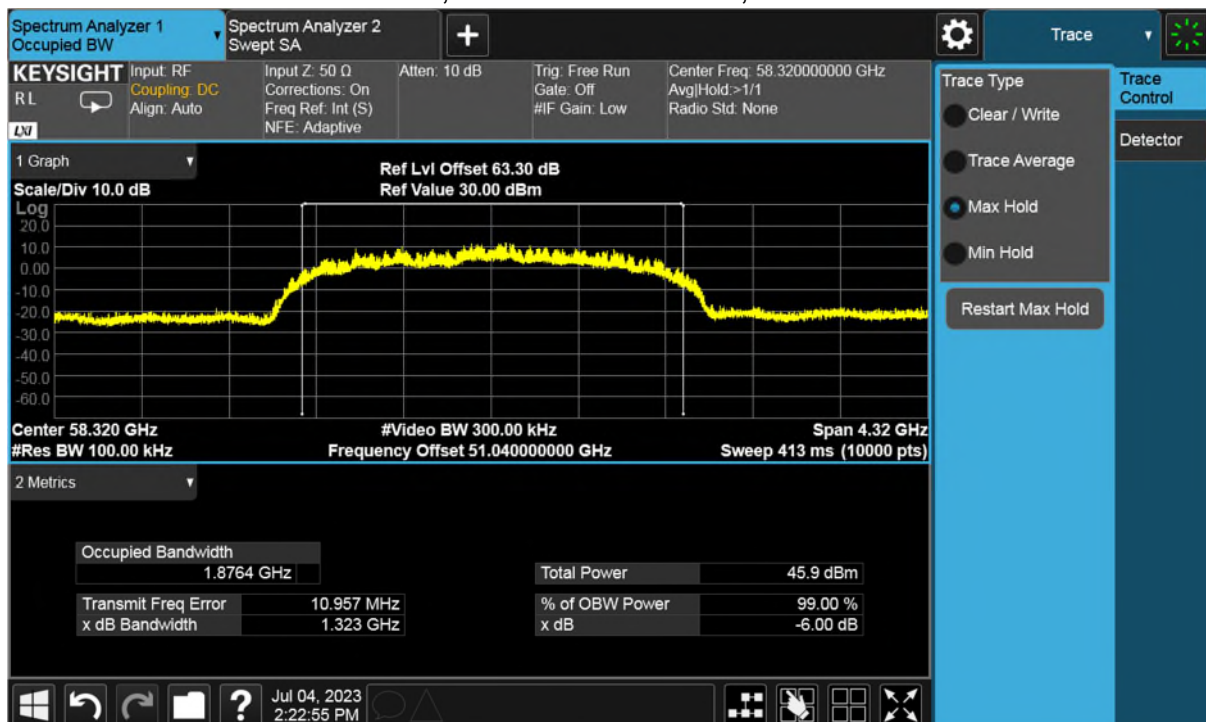 Spectrum Analyzer 1
Occupied BW
Spectrum Analyzer 2
Swept SA
+
Trace
KEYSIGHT
RL
LXI
Input: RF
Coupling: DC
Align: Auto
Input Z: 50 Ω
Corrections: On
Freq Ref: Int (S)
NFE: Adaptive
Atten: 10 dB
Trig: Free Run
Gate: Off
#IF Gain: Low
Center Freq: 58.320000000 GHz
Avg|Hold:>1/1
Radio Std: None
1 Graph
Scale/Div 10.0 dB
Ref Lvl Offset 63.30 dB
Ref Value 30.00 dBm
Log
20.0
10.0
0.00
-10.0
-20.0
-30.0
-40.0
-50.0
-60.0
Center 58.320 GHz
#Res BW 100.00 kHz
#Video BW 300.00 kHz
Frequency Offset 51.040000000 GHz
Span 4.32 GHz
Sweep 413 ms (10000 pts)
2 Metrics
Occupied Bandwidth
1.8764 GHz
Total Power 45.9 dBm
Transmit Freq Error 10.957 MHz
% of OBW Power 99.00 %
x dB Bandwidth 1.323 GHz
x dB -6.00 dB
Trace Type
Clear / Write
Trace Average
Max Hold
Min Hold
Restart Max Hold
Trace
Control
Detector
?
Jul 04, 2023
2:22:55 PM